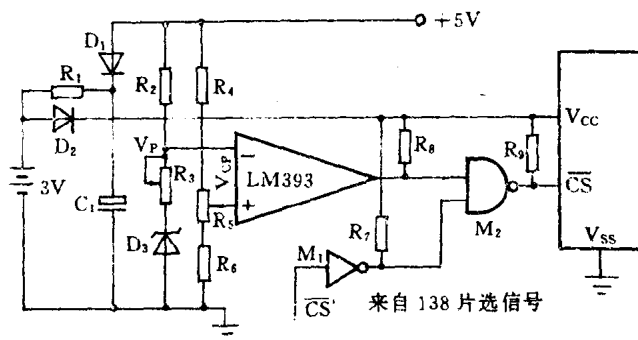 +5V
D₁
R₁
R₂
R₄
D₂
VCC
VP
R₈
R₉
3V
R₃
VCP
−
LM393
+
C₁
R₅
CS̅
D₃
R₇
M₂
VSS
R₆
M₁
CS̅'
来自 138 片选信号